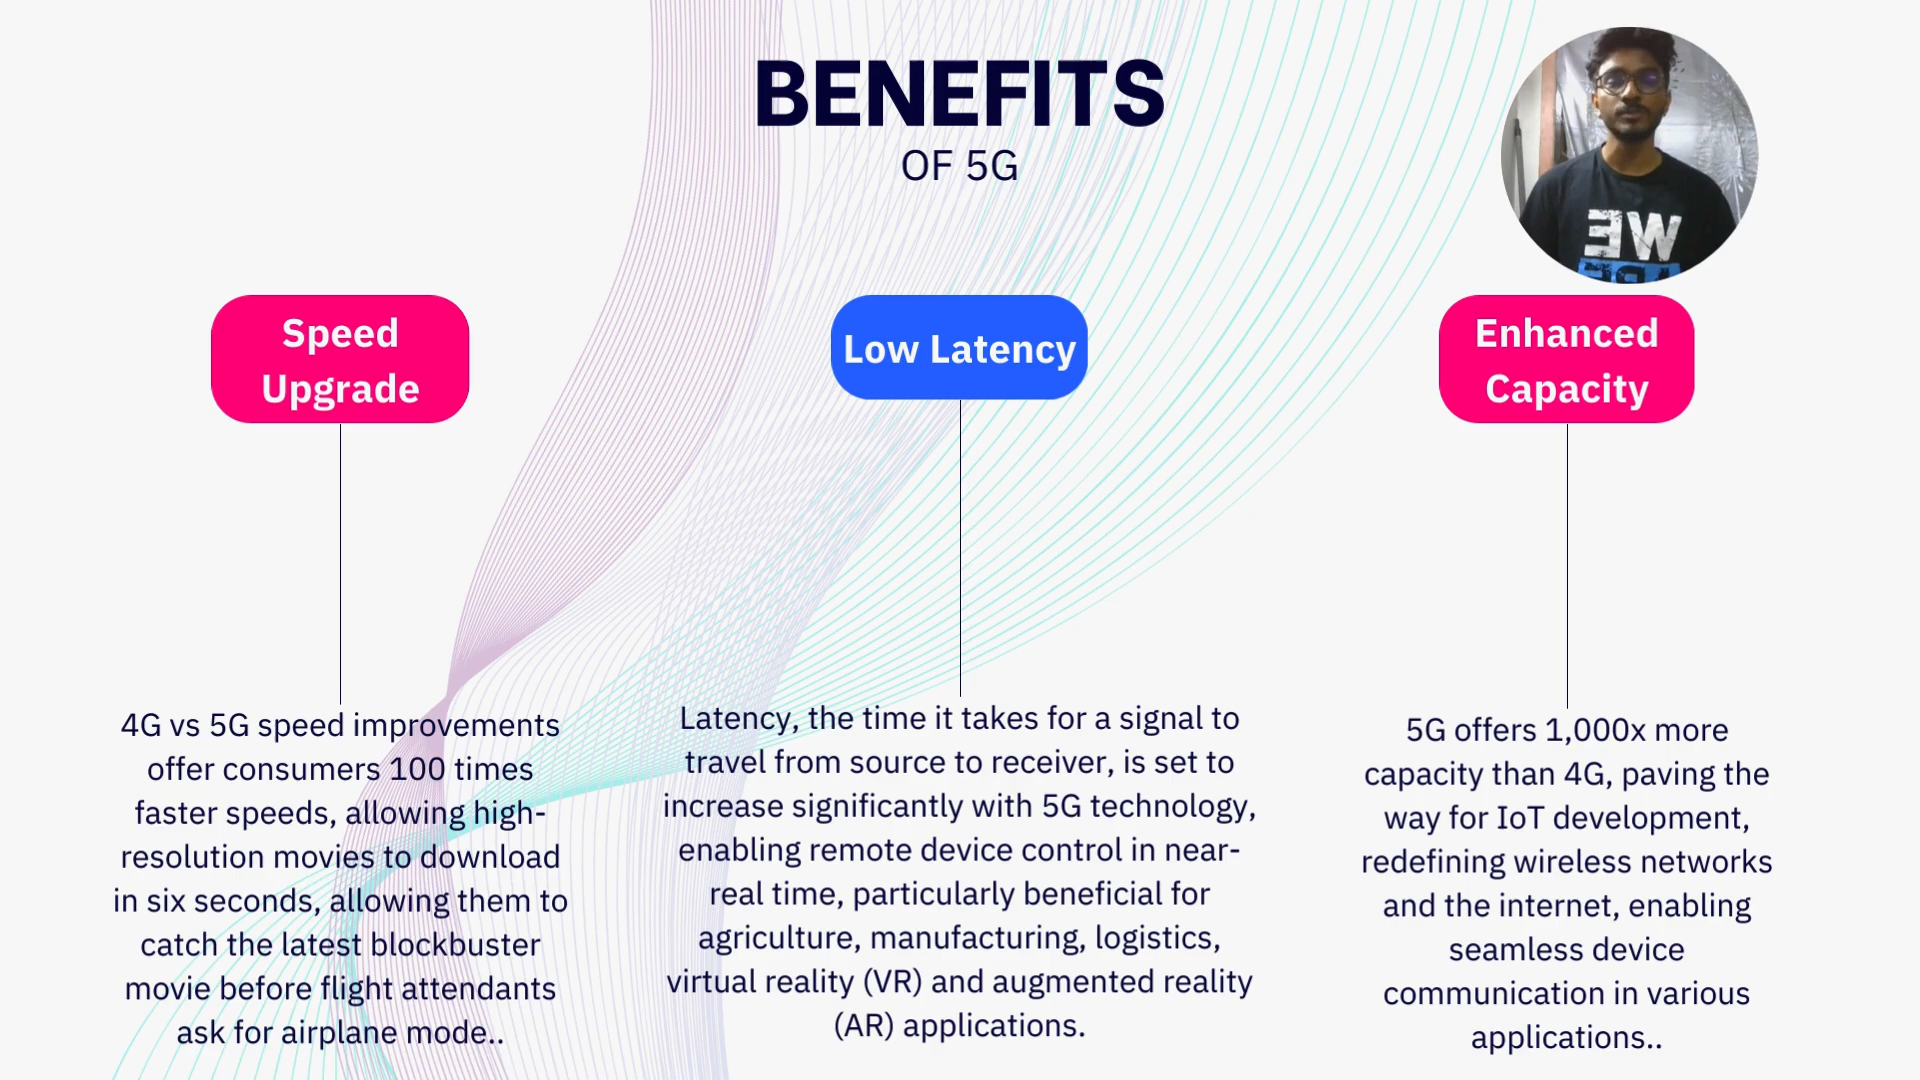 BENEFITS
OF 5G
WE
Speed
Upgrade
Low Latency
Enhanced
Capacity
4G vs 5G speed improvements
offer consumers 100 times
faster speeds, allowing high-
resolution movies to download
in six seconds, allowing them to
catch the latest blockbuster
movie before flight attendants
ask for airplane mode..
Latency, the time it takes for a signal to
travel from source to receiver, is set to
increase significantly with 5G technology,
enabling remote device control in near-
real time, particularly beneficial for
agriculture, manufacturing, logistics,
virtual reality (VR) and augmented reality
(AR) applications.
5G offers 1,000x more
capacity than 4G, paving the
way for IoT development,
redefining wireless networks
and the internet, enabling
seamless device
communication in various
applications..